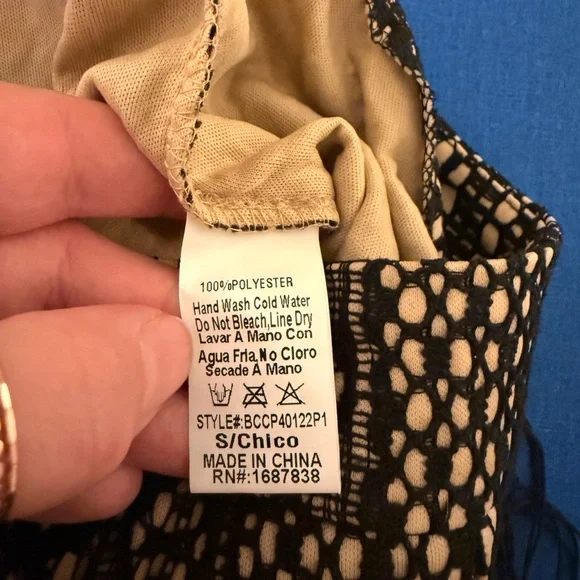 100%POLYESTER
Hand Wash Cold Water
Do Not Bleach,Line Dry
Lavar A Mano Con
Agua Fria,No Cloro
Secade A Mano
STYLE#:BCCP40122P1
S/Chico
MADE IN CHINA
RN#:1687838